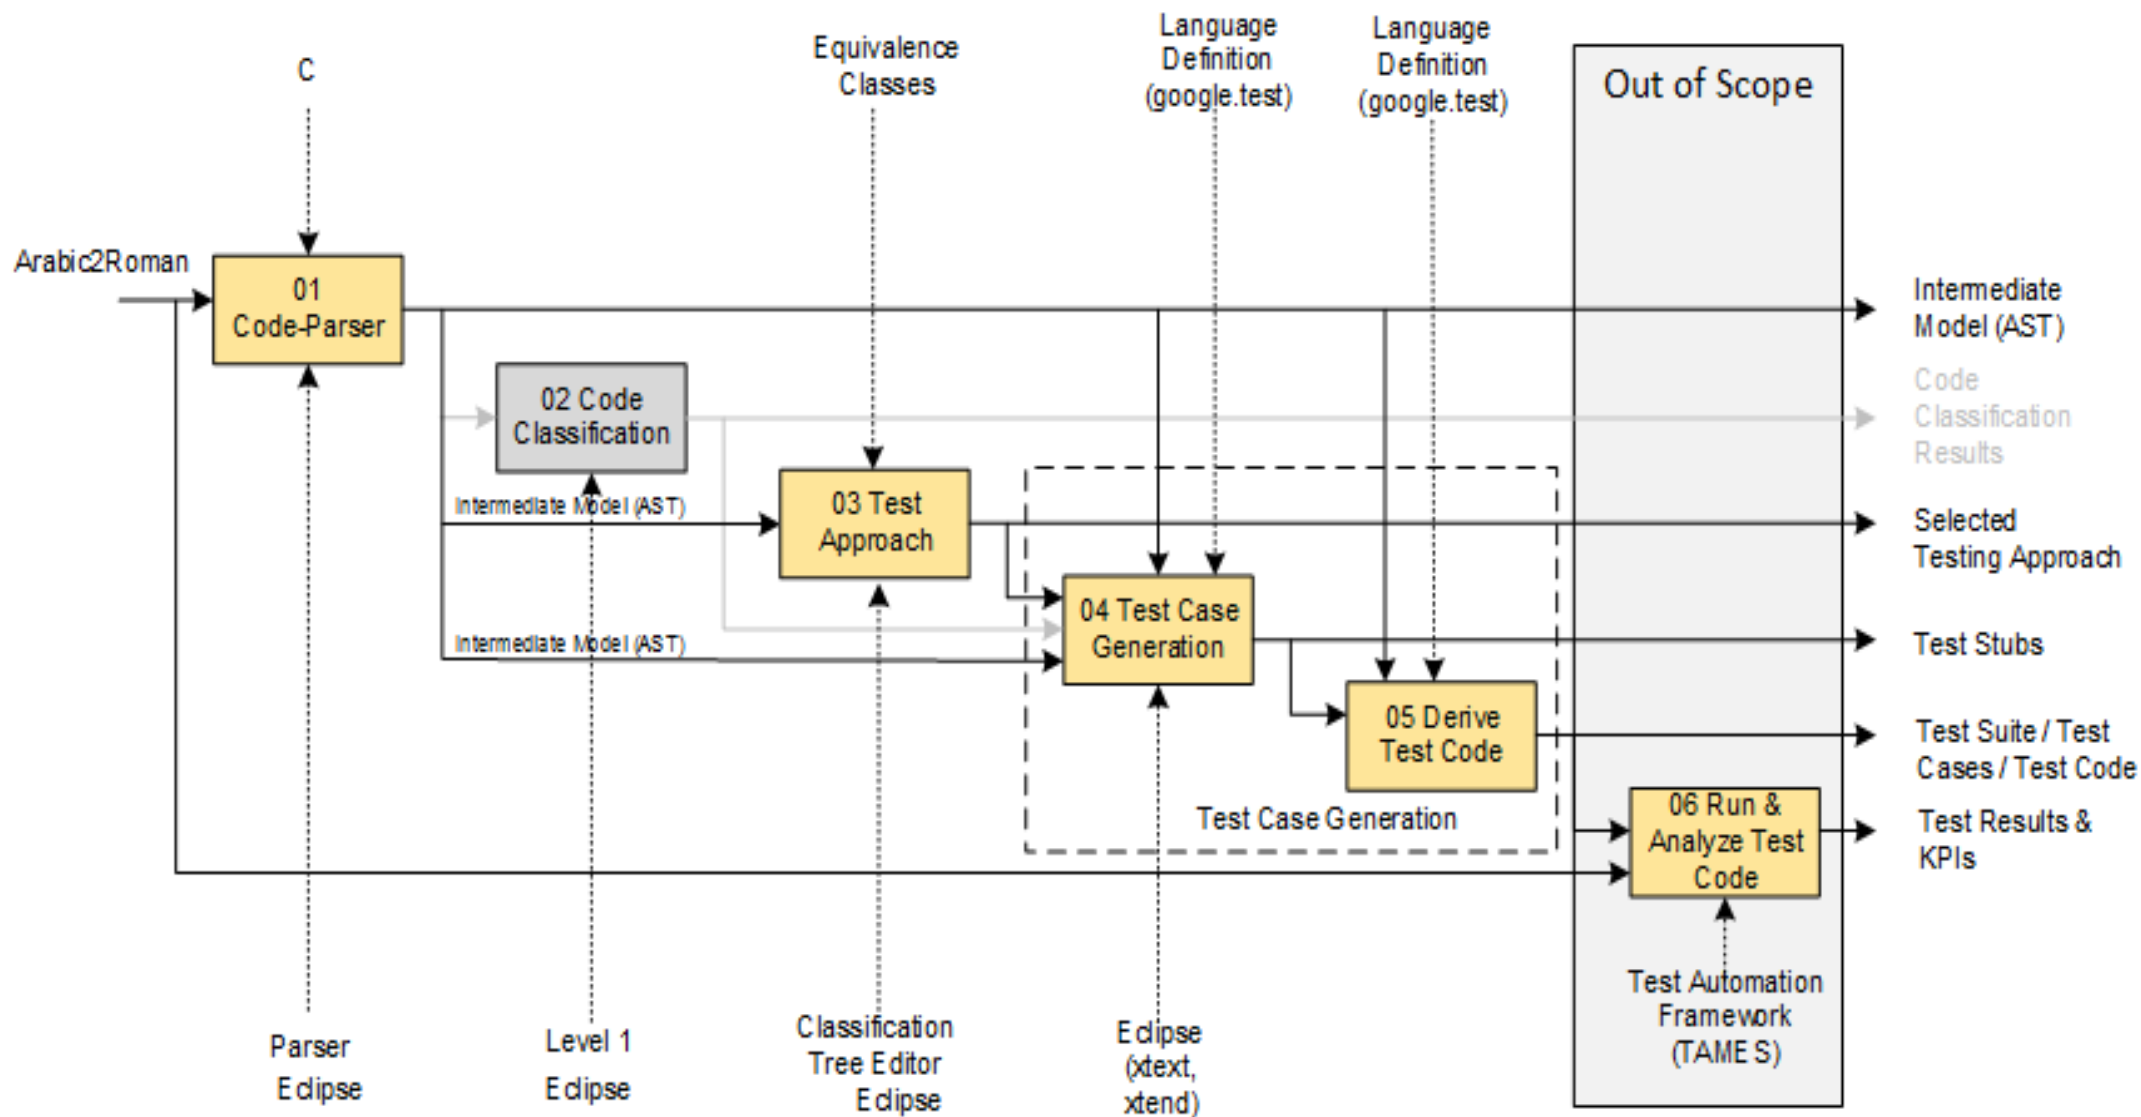 C
Equivalence
Classes
Language
Definition
(google.test)
Language
Definition
(google.test)
Out of Scope
Arabic2Roman
01
Code-Parser
Intermediate
Model (AST)
02 Code
Classification
Code
Classification
Results
Intermediate Model (AST)
03 Test
Approach
Selected
Testing Approach
Intermediate Model (AST)
04 Test Case
Generation
Test Stubs
05 Derive
Test Code
Test Suite / Test
Cases / Test Code
Test Case Generation
06 Run &
Analyze Test
Code
Test Results &
KPIs
Parser
Eclipse
Level 1
Eclipse
Classification
Tree Editor
Eclipse
Eclipse
(xtext,
xtend)
Test Automation
Framework
(TAMES)